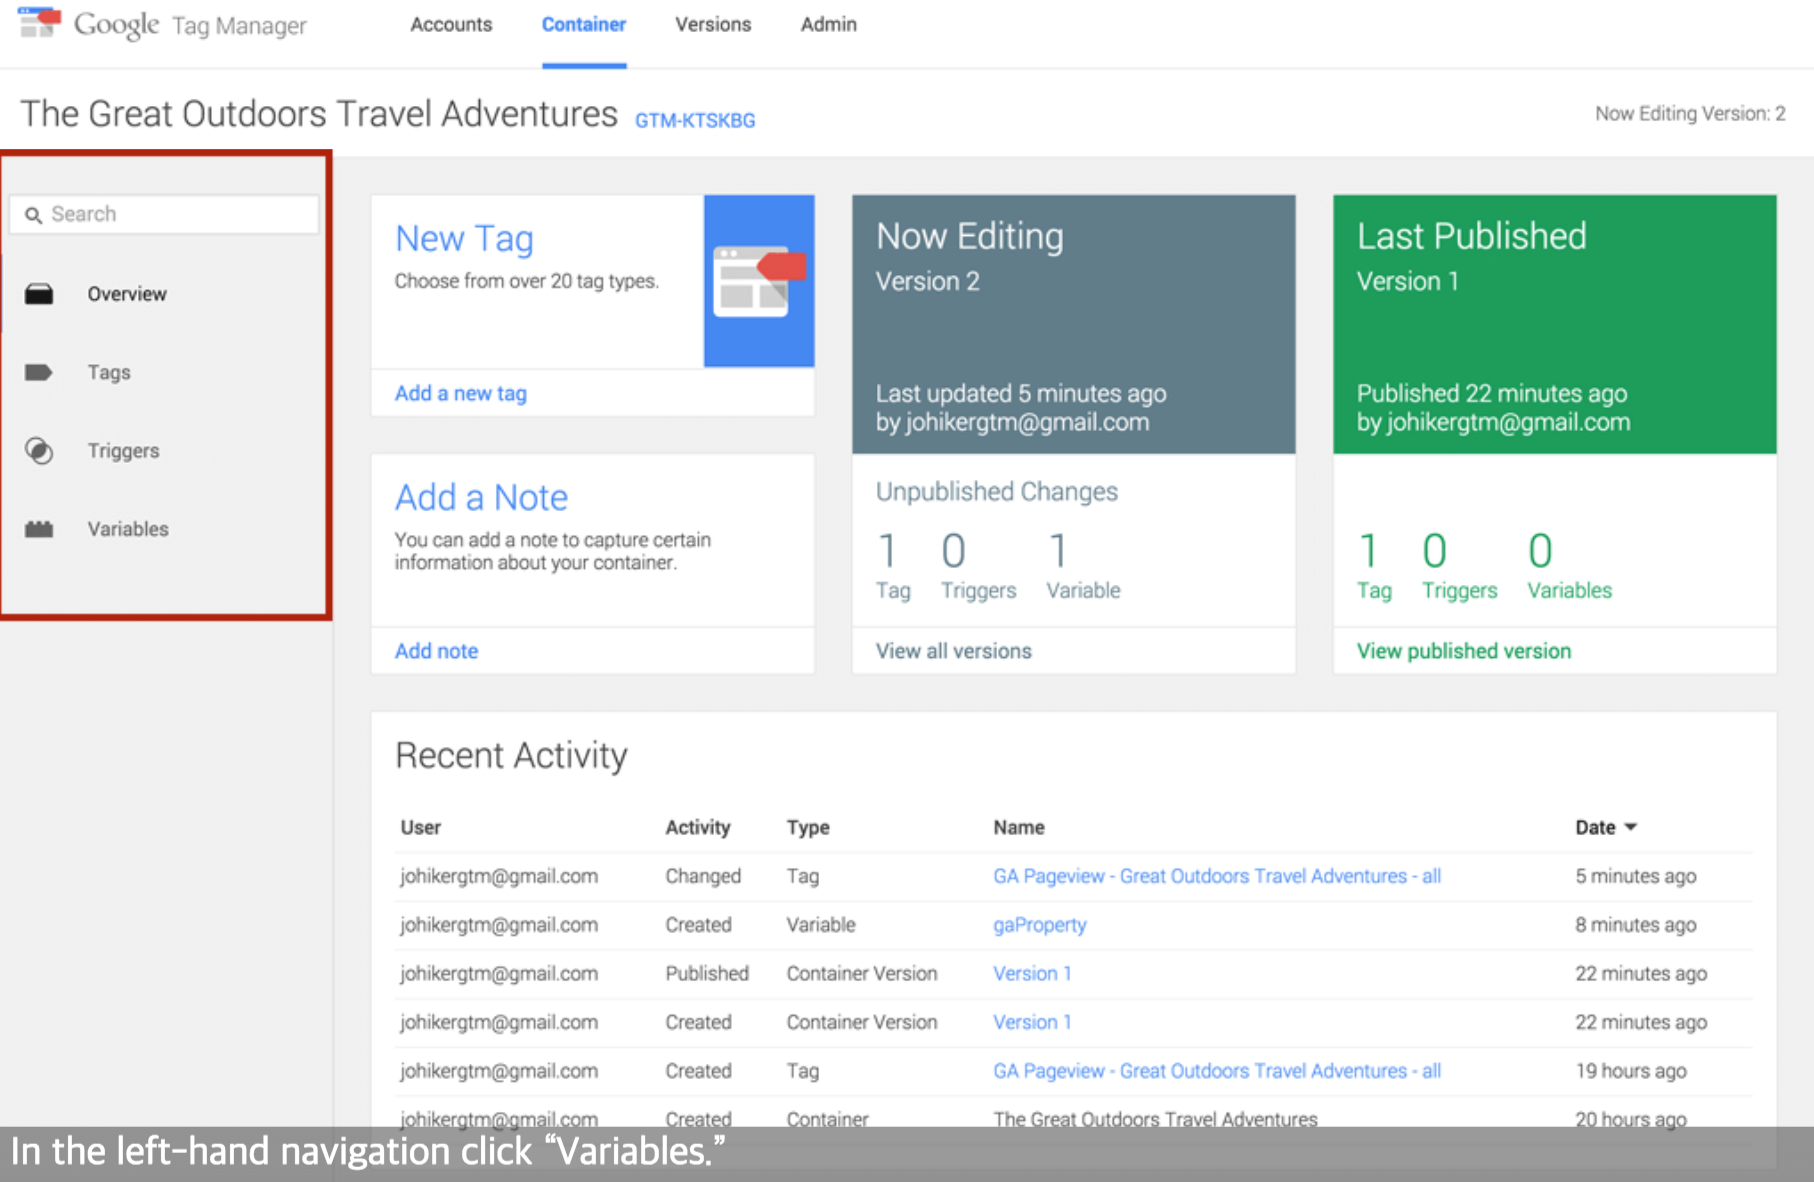 Google Tag Manager
Accounts Container Versions Admin
The Great Outdoors Travel Adventures GTM-KTSKBG
Now Editing Version: 2
Search
Overview
Tags
Triggers
Variables
New Tag
Choose from over 20 tag types.
Add a new tag
Add a Note
You can add a note to capture certain
information about your container.
Add note
Now Editing
Version 2
Last updated 5 minutes ago
by johikergtm@gmail.com
Unpublished Changes
1 0 1
Tag Triggers Variable
View all versions
Last Published
Version 1
Published 22 minutes ago
by johikergtm@gmail.com
1 0 0
Tag Triggers Variables
View published version
Recent Activity
User Activity Type Name Date
johikergtm@gmail.com Changed Tag GA Pageview - Great Outdoors Travel Adventures - all 5 minutes ago
johikergtm@gmail.com Created Variable gaProperty 8 minutes ago
johikergtm@gmail.com Published Container Version Version 1 22 minutes ago
johikergtm@gmail.com Created Container Version Version 1 22 minutes ago
johikergtm@gmail.com Created Tag GA Pageview - Great Outdoors Travel Adventures - all 19 hours ago
johikergtm@gmail.com Created Container The Great Outdoors Travel Adventures 20 hours ago
In the left-hand navigation click “Variables.”